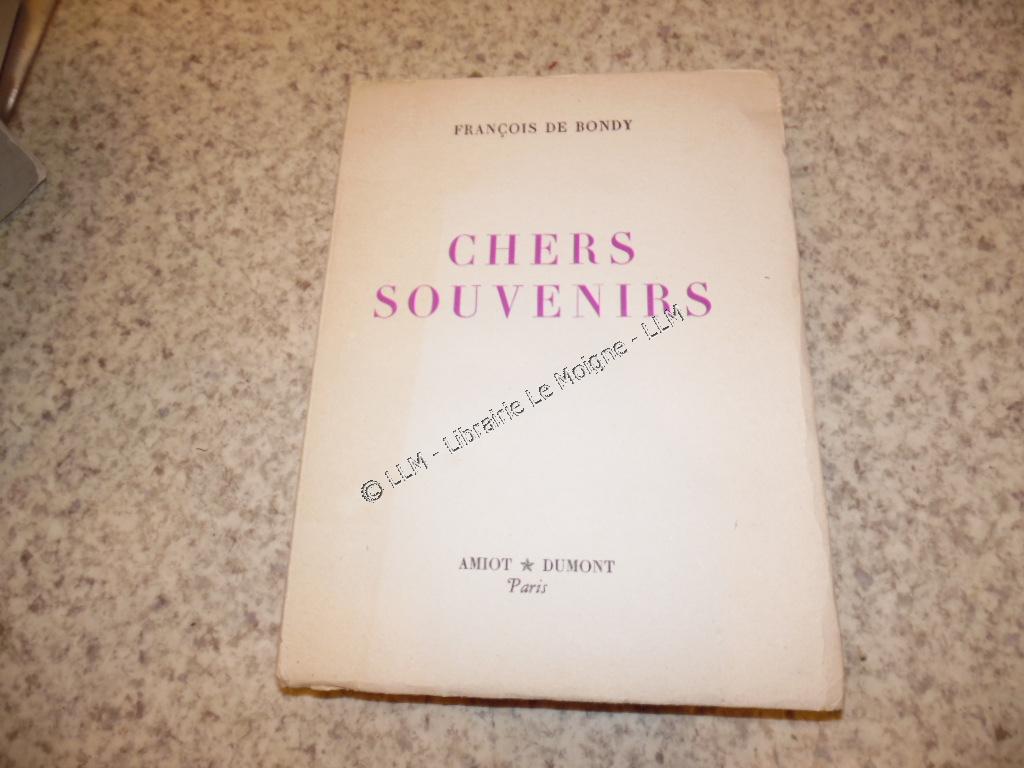 FRANÇOIS DE BONDY
CHERS
SOUVENIRS
© LLM - Librairie Le Moigne - LLM
AMIOT ★ DUMONT
Paris